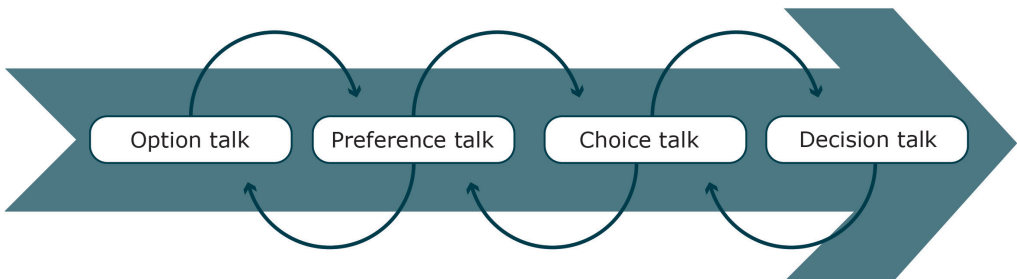 Option talk
Preference talk
Choice talk
Decision talk